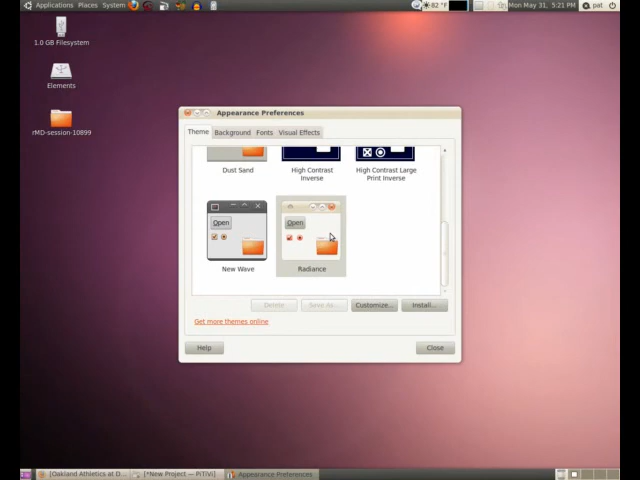 Applications Places System
82 °F
Mon May 31, 5:21 PM
pat
1.0 GB Filesystem
Elements
rMD-session-10899
Appearance Preferences
Theme Background Fonts Visual Effects
Dust Sand
High Contrast
Inverse
High Contrast Large
Print Inverse
Open
New Wave
Open
Radiance
Delete
Save As...
Customize...
Install...
Get more themes online
Help
Close
[Oakland Athletics at D...
[*New Project — PiTiVi]
Appearance Preferences